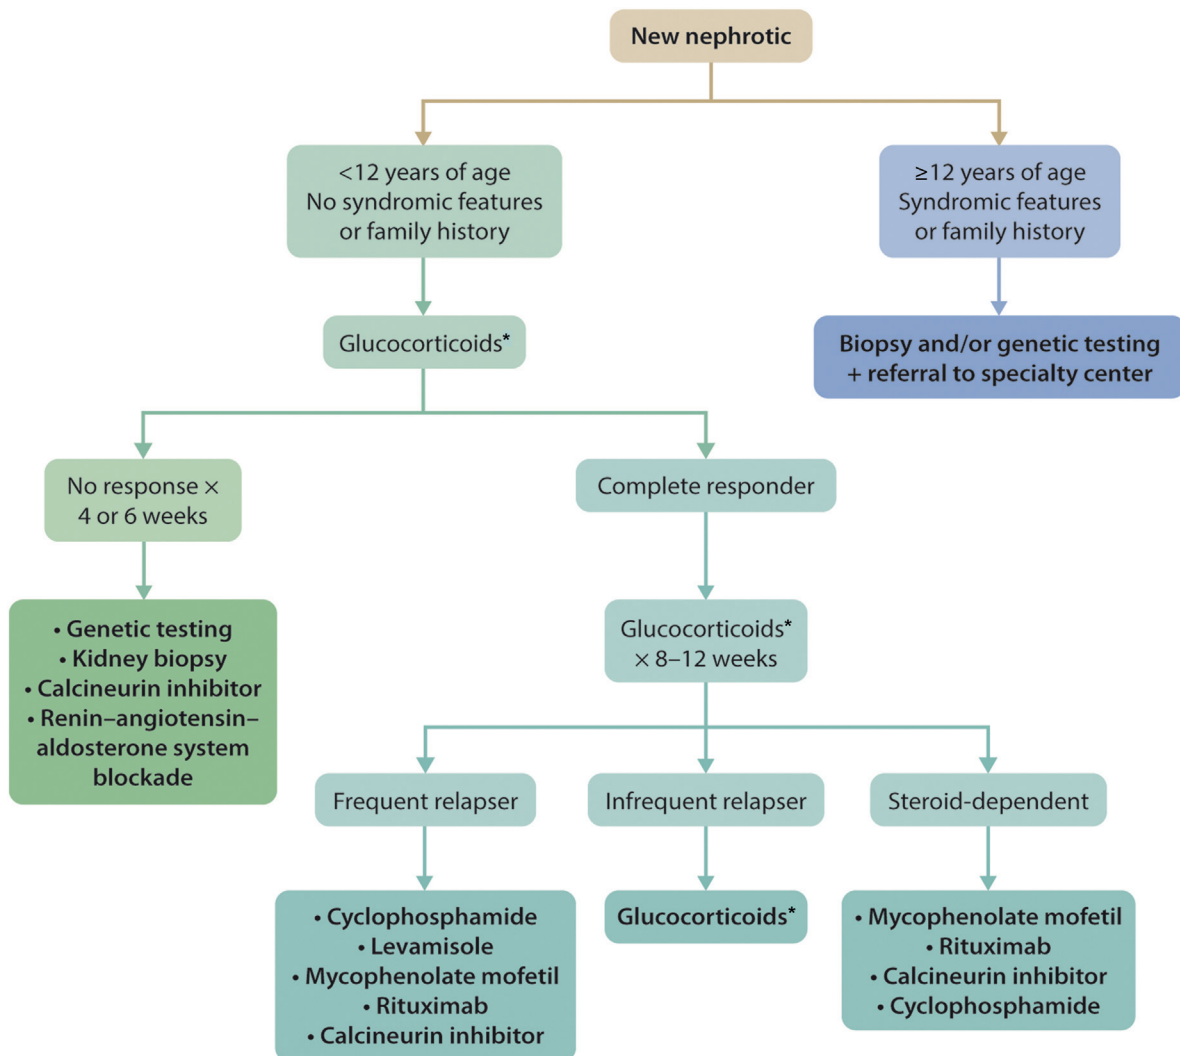 New nephrotic
<12 years of age
No syndromic features
or family history
≥12 years of age
Syndromic features
or family history
Glucocorticoids*
Biopsy and/or genetic testing
+ referral to specialty center
No response ×
4 or 6 weeks
Complete responder
• Genetic testing
• Kidney biopsy
• Calcineurin inhibitor
• Renin–angiotensin–
aldosterone system
blockade
Glucocorticoids*
× 8–12 weeks
Frequent relapser
Infrequent relapser
Steroid-dependent
• Cyclophosphamide
• Levamisole
• Mycophenolate mofetil
• Rituximab
• Calcineurin inhibitor
Glucocorticoids*
• Mycophenolate mofetil
• Rituximab
• Calcineurin inhibitor
• Cyclophosphamide